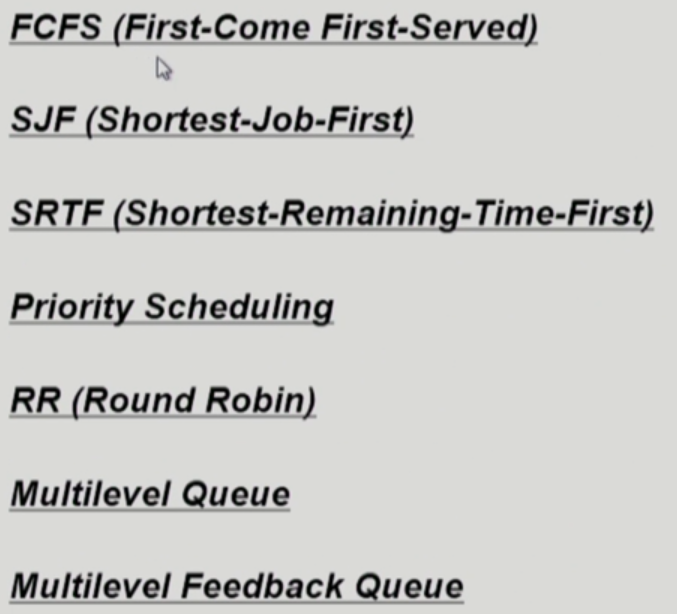 FCFS (First-Come First-Served)
SJF (Shortest-Job-First)
SRTF (Shortest-Remaining-Time-First)
Priority Scheduling
RR (Round Robin)
Multilevel Queue
Multilevel Feedback Queue